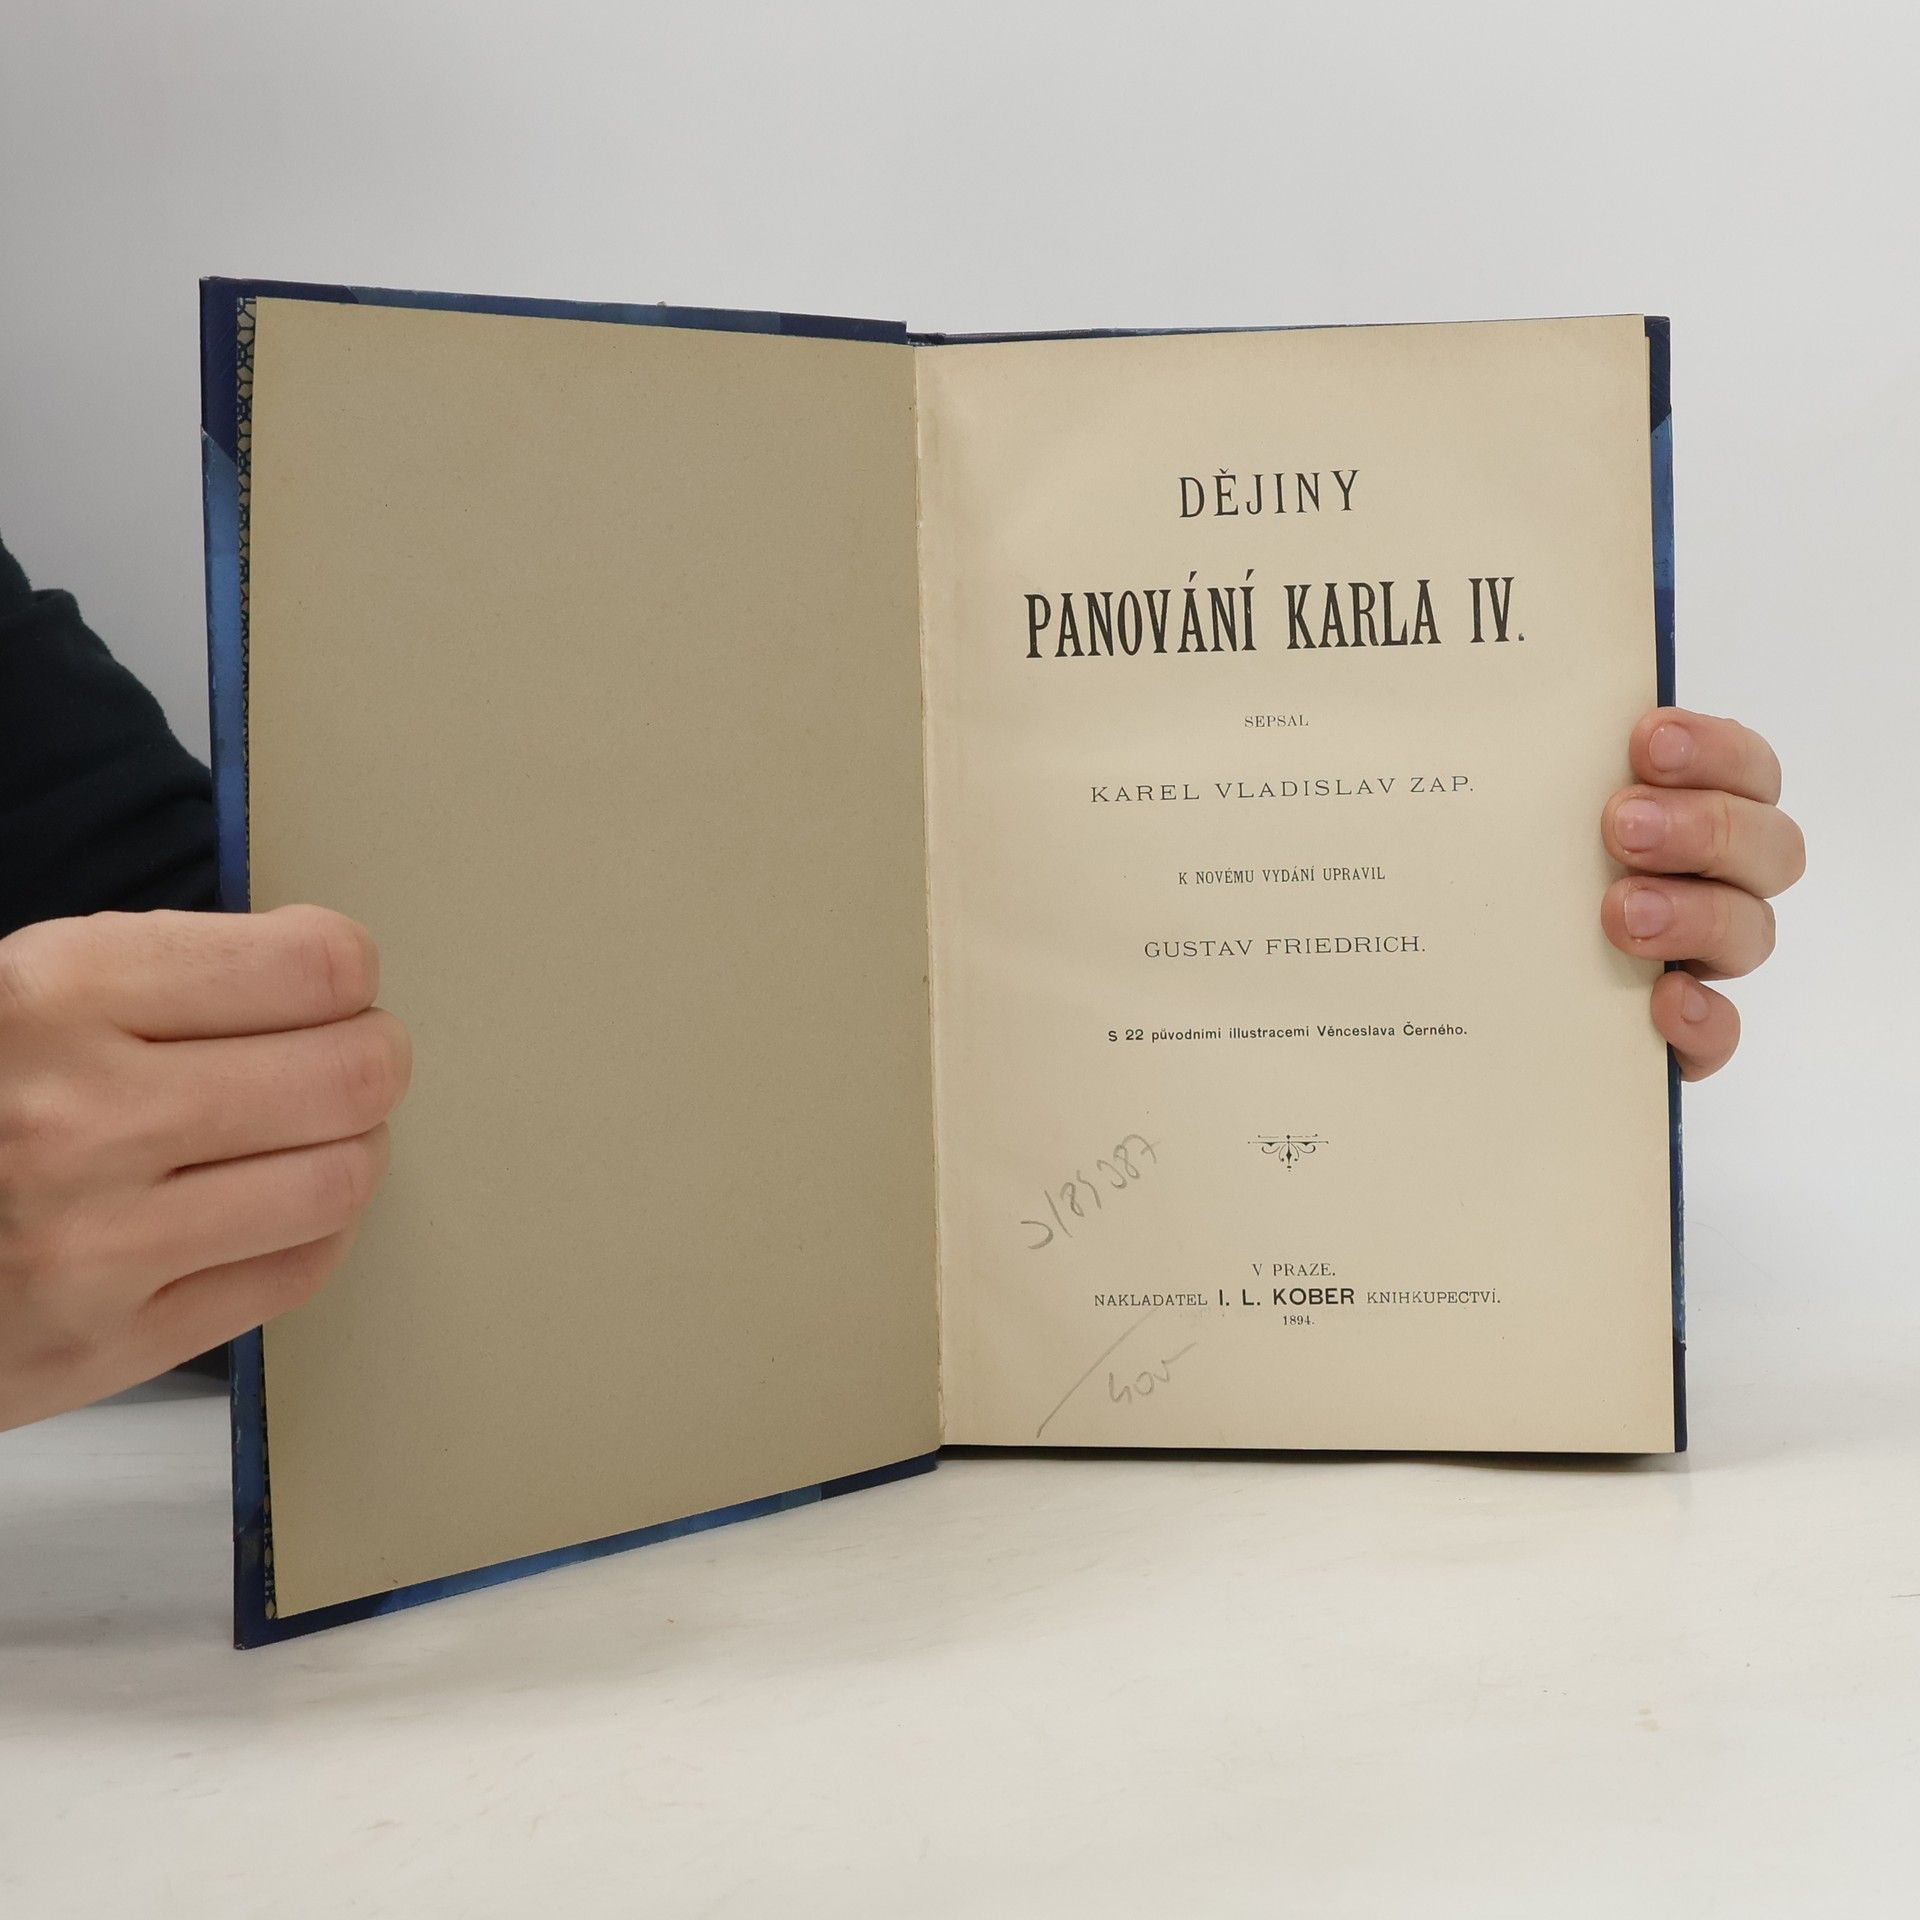 DĚJINY
PANOVÁNÍ KARLA IV.
SEPSAL
KAREL VLADISLAV ZAP.
K NOVÉMU VYDÁNÍ UPRAVIL
GUSTAV FRIEDRICH.
S 22 původními illustracemi Věnceslava Černého.
V PRAZE.
NAKLADATEL I. L. KOBER KNIHKUPECTVÍ.
1894.